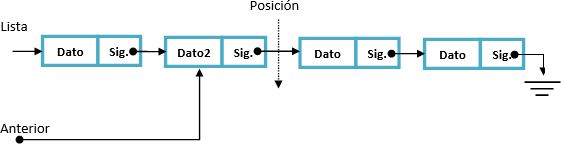 Posición
Lista
Dato Sig. Dato2 Sig. Dato Sig. Dato Sig.
Anterior